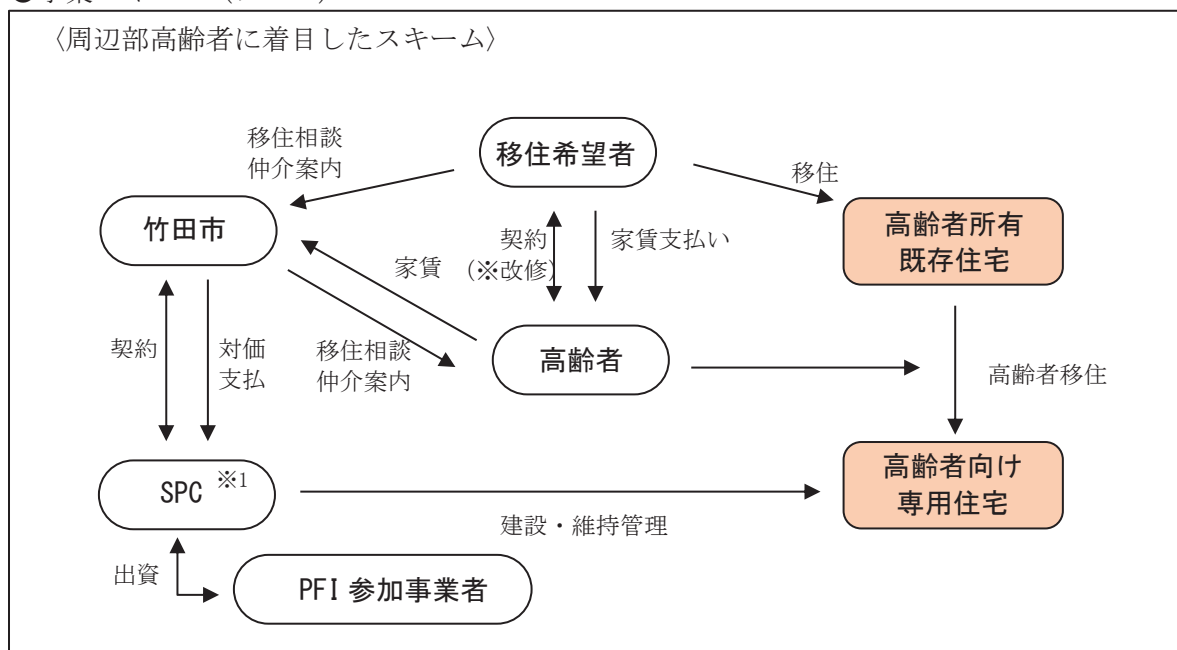 〈周辺部高齢者に着目したスキーム〉
移住相談
仲介案内
移住希望者
移住
竹田市
高齢者所有
既存住宅
契約
(※改修)
家賃支払い
家賃
契約
対価
支払
移住相談
仲介案内
高齢者
高齢者移住
SPC ※1
高齢者向け
専用住宅
建設・維持管理
出資
PFI 参加事業者